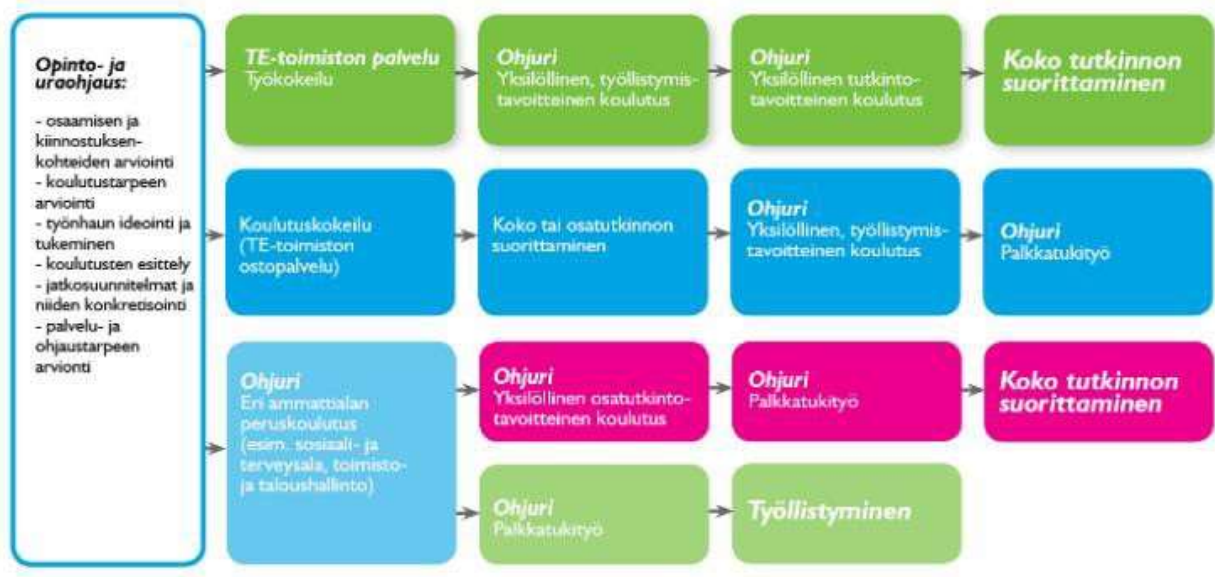 Opinto- ja
uraohjaus:
- osaamisen ja
kiinnostuksen-
kohteiden arviointi
- koulutustarpeen
arviointi
- työnhaun ideointi ja
tukeminen
- koulutusten esittely
- jatkosuunnitelmat ja
niiden konkretisointi
- palvelu- ja
ohjaustarpeen
arvionti
TE-toimiston palvelu
Työkokeilu
Ohjuri
Yksilöllinen, työllistymis-
tavoitteinen koulutus
Ohjuri
Yksilöllinen tutkinto-
tavoitteinen koulutus
Koko tutkinnon
suorittaminen
Koulutuskokeilu
(TE-toimiston
ostopalvelu)
Koko tai osatutkinnon
suorittaminen
Ohjuri
Yksilöllinen, työllistymis-
tavoitteinen koulutus
Ohjuri
Palkkatukityö
Ohjuri
Eri ammattialan
peruskoulutus
(esim. sosiaali- ja
terveysala, toimisto-
ja taloushallinto)
Ohjuri
Yksilöllinen osatutkinto-
tavoitteinen koulutus
Ohjuri
Palkkatukityö
Koko tutkinnon
suorittaminen
Ohjuri
Palkkatukityö
Työllistyminen